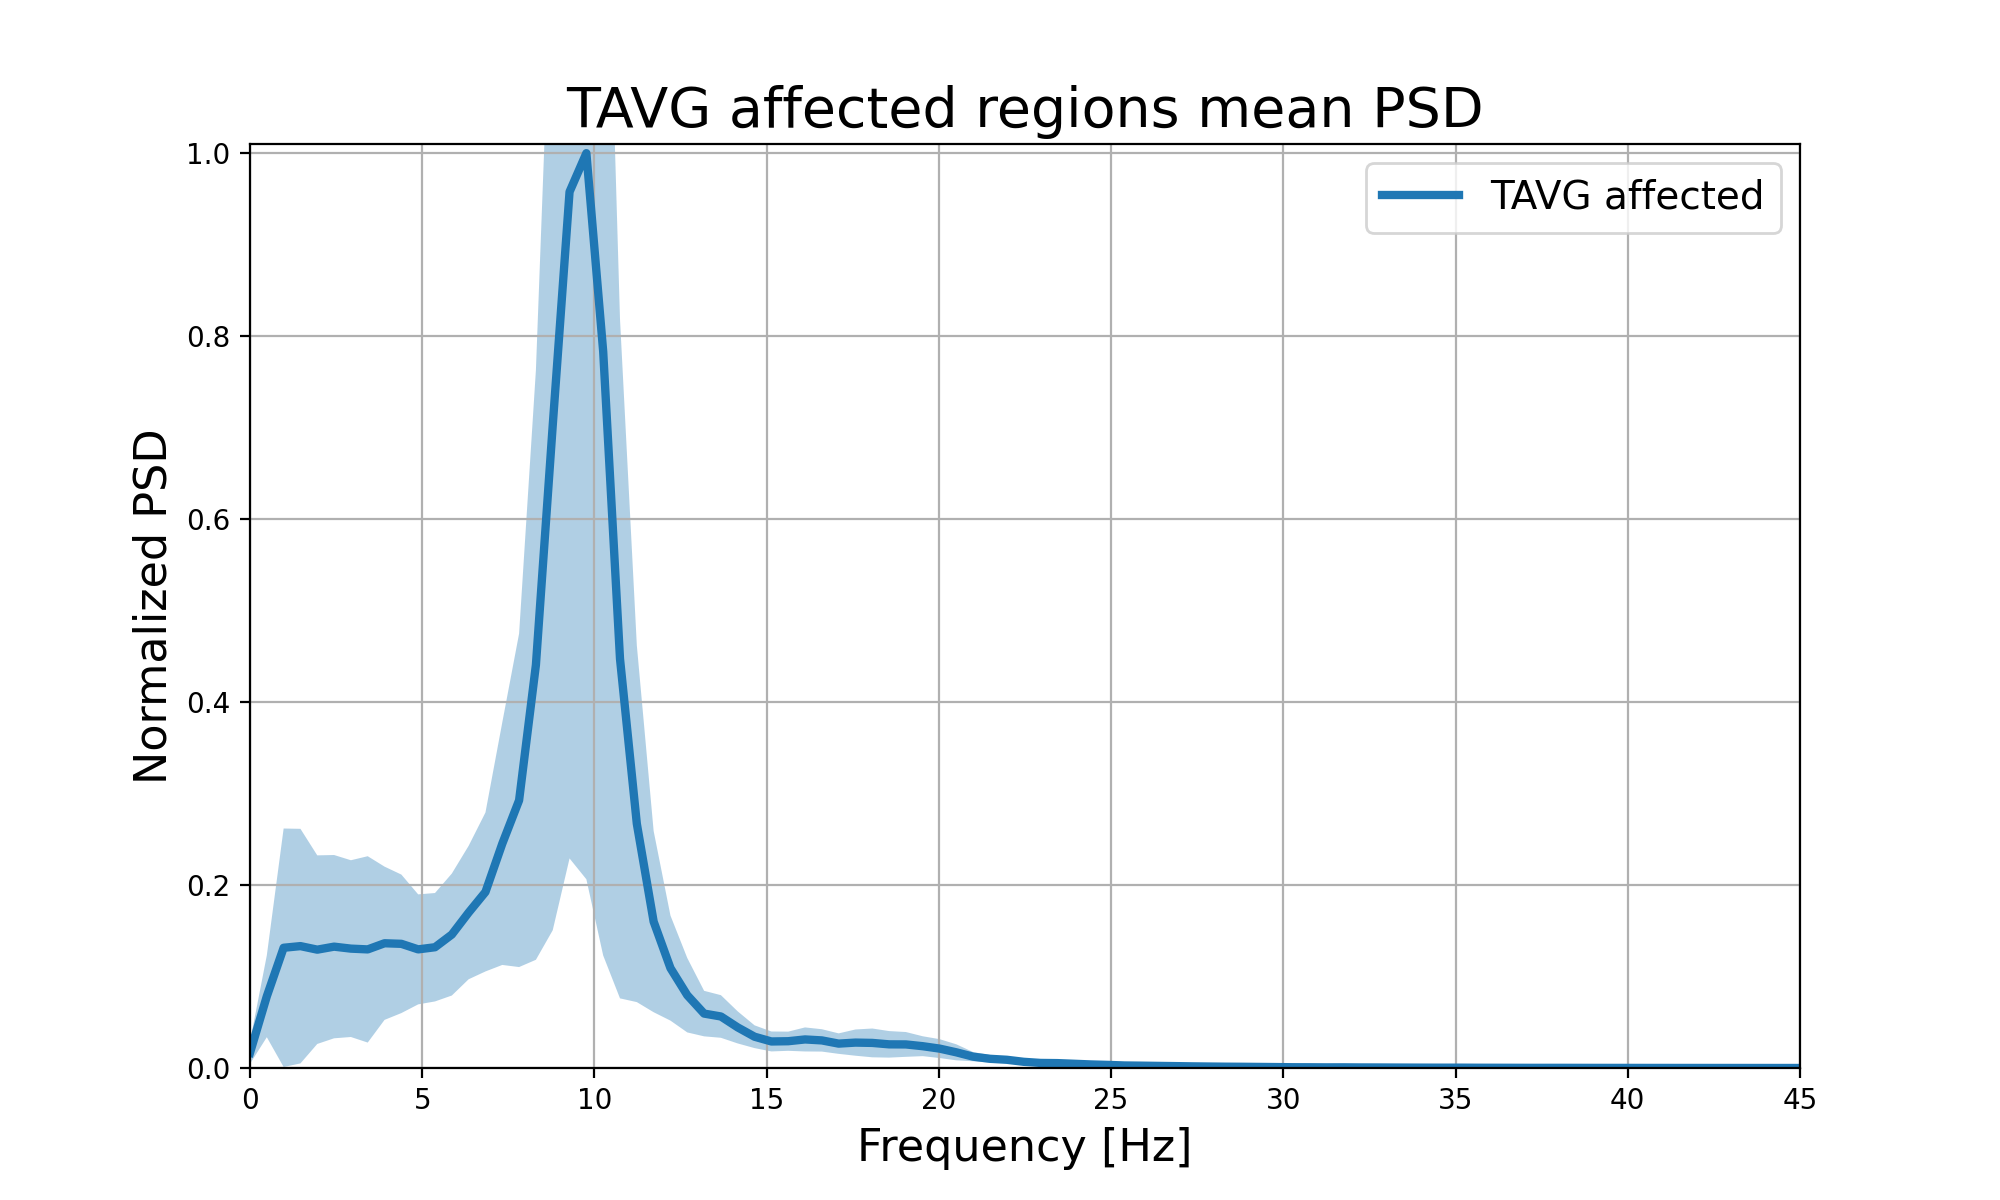 TAVG affected regions mean PSD
TAVG affected
Normalized PSD
1.0
0.8
0.6
0.4
0.2
0.0
0 5 10 15 20 25 30 35 40 45
Frequency [Hz]